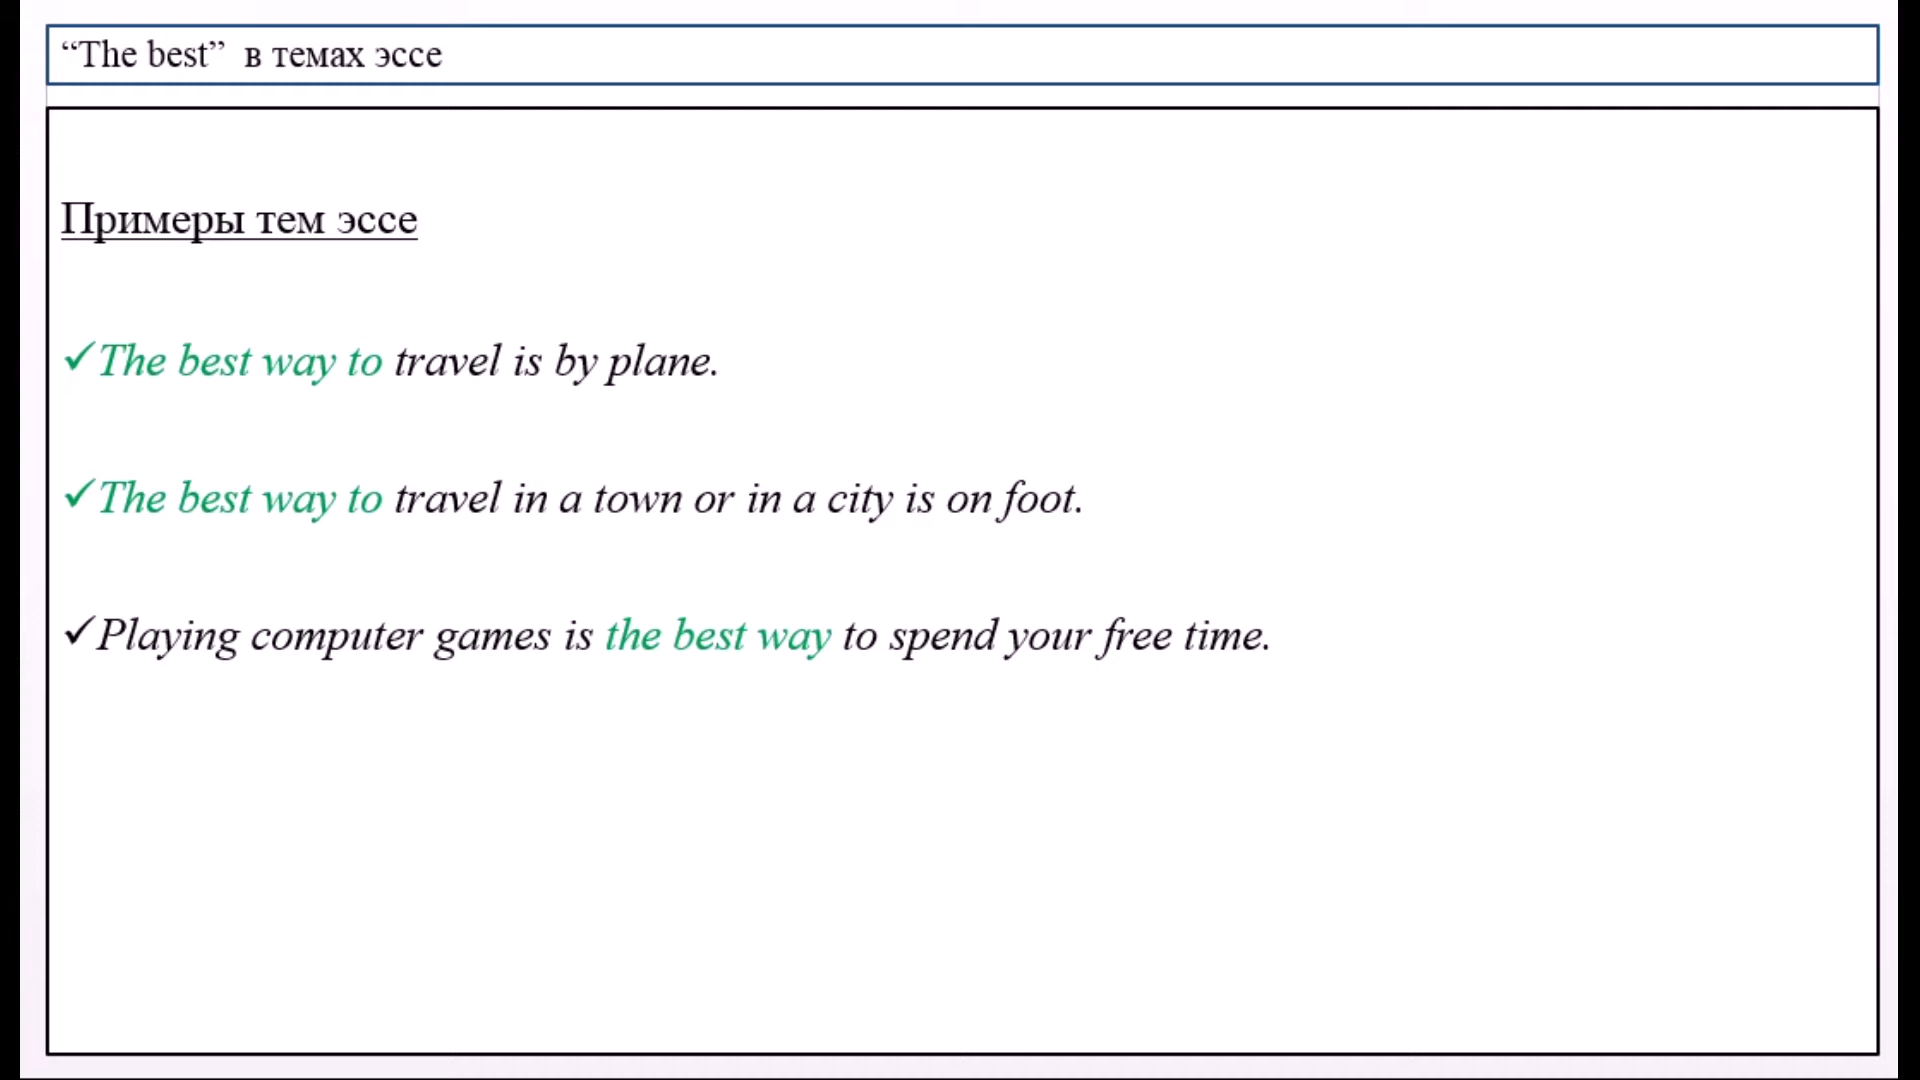 “The best”  в темах эссе
Примеры тем эссе
✓The best way to travel is by plane.
✓The best way to travel in a town or in a city is on foot.
✓Playing computer games is the best way to spend your free time.